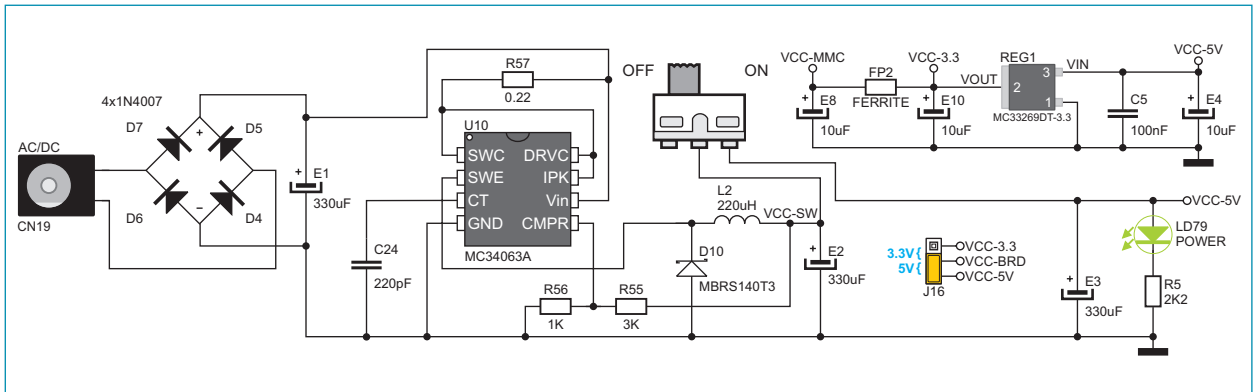 AC/DC
CN19
4x1N4007
D7
D5
+
D6
–
D4
+
E1
330uF
R57
0.22
U10
SWC DRVC
SWE IPK
CT Vin
GND CMPR
MC34063A
C24
220pF
R56
1K
R55
3K
D10
MBRS140T3
L2
220uH
VCC-SW
+
E2
330uF
OFF
ON
VCC-MMC
FP2
FERRITE
+
E8
10uF
VCC-3.3
+
E10
10uF
VOUT
REG1
3
2
1
MC33269DT-3.3
VIN
C5
100nF
VCC-5V
+
E4
10uF
3.3V{
5V{
VCC-3.3
VCC-BRD
VCC-5V
J16
+
E3
330uF
VCC-5V
LD79
POWER
R5
2K2